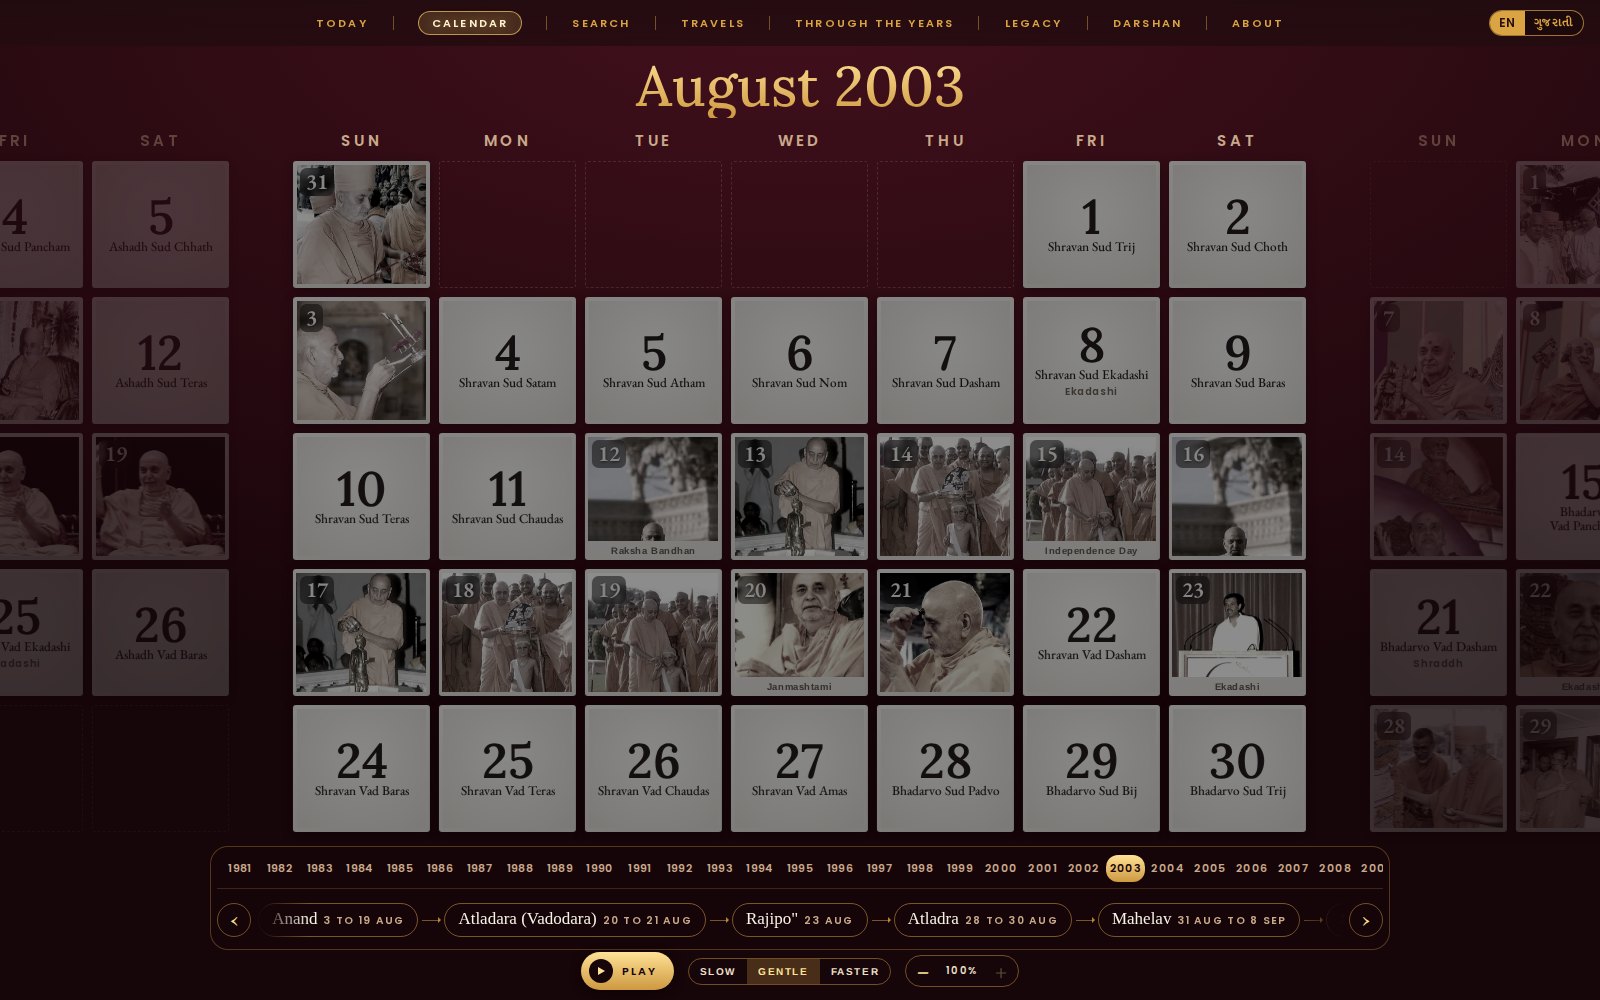 TODAY
CALENDAR
SEARCH
TRAVELS
THROUGH THE YEARS
LEGACY
DARSHAN
ABOUT
EN
ગુજરાતી
August 2003
FRI SAT
SUN MON TUE WED THU FRI SAT
SUN
4
Sud Pancham
5
Ashadh Sud Chhath
31
1
Shravan Sud Trij
2
Shravan Sud Choth
1
12
Ashadh Sud Teras
3
4
Shravan Sud Satam
5
Shravan Sud Atham
6
Shravan Sud Nom
7
Shravan Sud Dasham
8
Shravan Sud Ekadashi
Ekadashi
9
Shravan Sud Baras
7
8
19
10
Shravan Sud Teras
11
Shravan Sud Chaudas
12
Raksha Bandhan
13
14
15
Independence Day
16
14
15
25
Vad Ekadashi
26
Ashadh Vad Baras
17
18
19
20
Janmashtami
21
22
Shravan Vad Dasham
23
Ekadashi
21
Bhadarvo Vad Dasham
Shraddh
22
24
Shravan Vad Baras
25
Shravan Vad Teras
26
Shravan Vad Chaudas
27
Shravan Vad Amas
28
Bhadarvo Sud Padvo
29
Bhadarvo Sud Bij
30
Bhadarvo Sud Trij
28
29
1981 1982 1983 1984 1985 1986 1987 1988 1989 1990 1991 1992 1993 1994 1995 1996 1997 1998 1999 2000 2001 2002 2003 2004 2005 2006 2007 2008
Anand 3 TO 19 AUG
Atladara (Vadodara) 20 TO 21 AUG
Rajipo" 23 AUG
Atladra 28 TO 30 AUG
Mahelav 31 AUG TO 8 SEP
PLAY
SLOW GENTLE FASTER
– 100% +